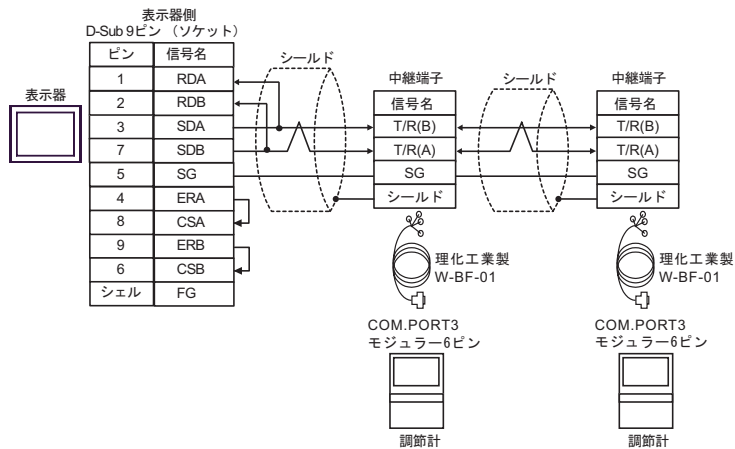 表示器側
D-Sub 9ピン （ソケット）
表示器
ピン 信号名
1 RDA
2 RDB
3 SDA
7 SDB
5 SG
4 ERA
8 CSA
9 ERB
6 CSB
シェル FG
シールド
中継端子
信号名
T/R(B)
T/R(A)
SG
シールド
理化工業製
W-BF-01
COM.PORT3
モジュラー6ピン
調節計
シールド
中継端子
信号名
T/R(B)
T/R(A)
SG
シールド
理化工業製
W-BF-01
COM.PORT3
モジュラー6ピン
調節計